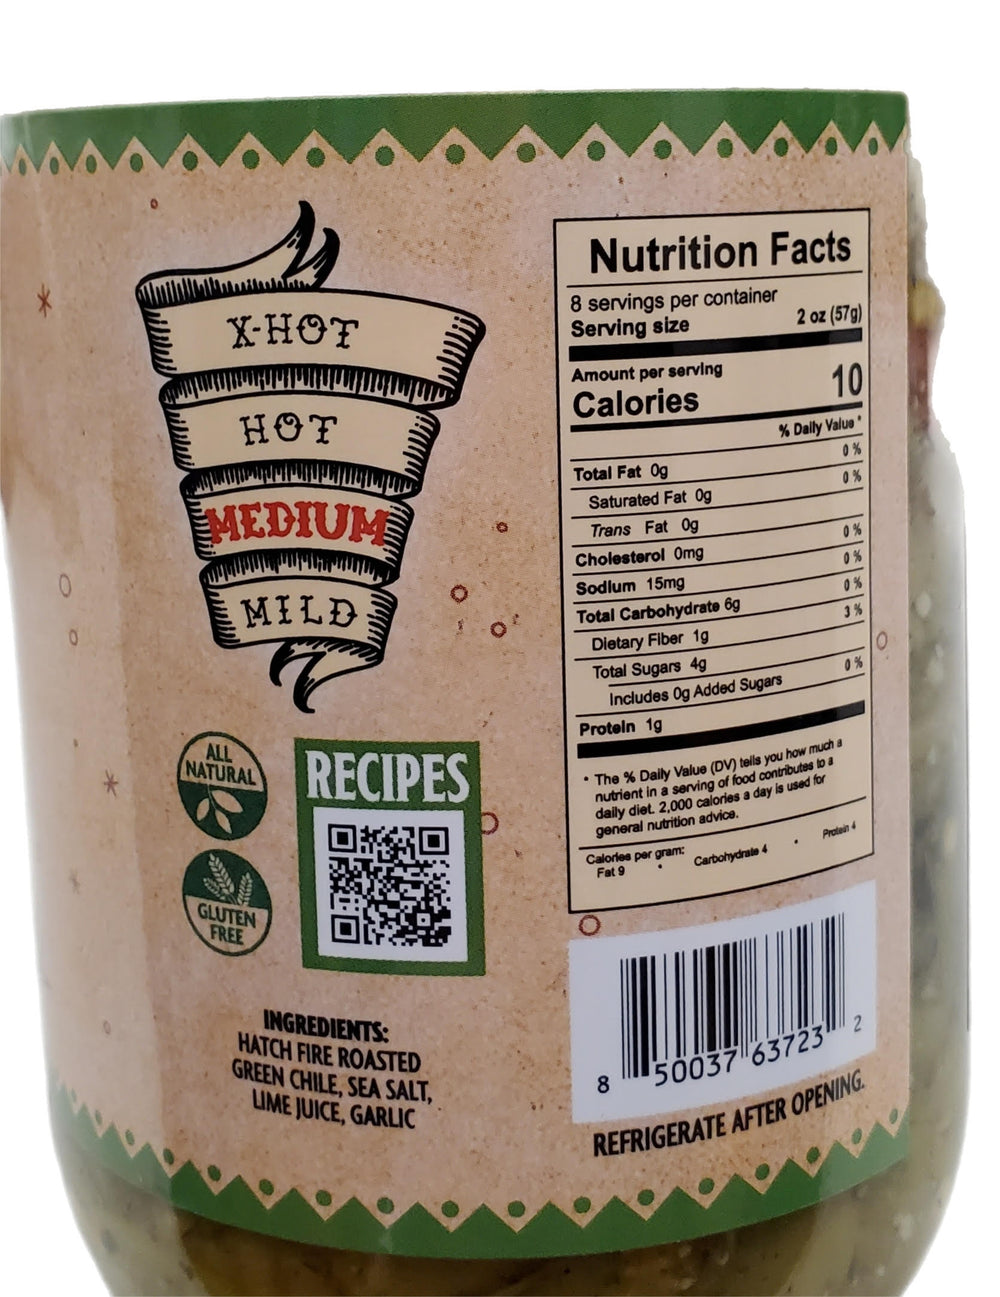 X-HOT
HOT
MEDIUM
MILD
ALL
NATURAL
GLUTEN
FREE
RECIPES
INGREDIENTS:
HATCH FIRE ROASTED
GREEN CHILE, SEA SALT,
LIME JUICE, GARLIC
Nutrition Facts
8 servings per container
Serving size 2 oz (57g)
Amount per serving
Calories 10
% Daily Value *
Total Fat 0g 0 %
Saturated Fat 0g 0 %
Trans Fat 0g
Cholesterol 0mg 0 %
Sodium 15mg 0 %
Total Carbohydrate 6g 0 %
Dietary Fiber 1g 3 %
Total Sugars 4g
Includes 0g Added Sugars 0 %
Protein 1g
* The % Daily Value (DV) tells you how much a
nutrient in a serving of food contributes to a
daily diet. 2,000 calories a day is used for
general nutrition advice.
Calories per gram:
Fat 9 • Carbohydrate 4 • Protein 4
8 50037 63723 2
REFRIGERATE AFTER OPENING.